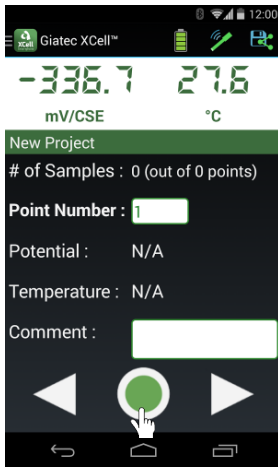 12:00
XCell Giatec XCell™
-336.7 27.6
mV/CSE °C
New Project
# of Samples : 0 (out of 0 points)
Point Number : 1
Potential : N/A
Temperature : N/A
Comment :